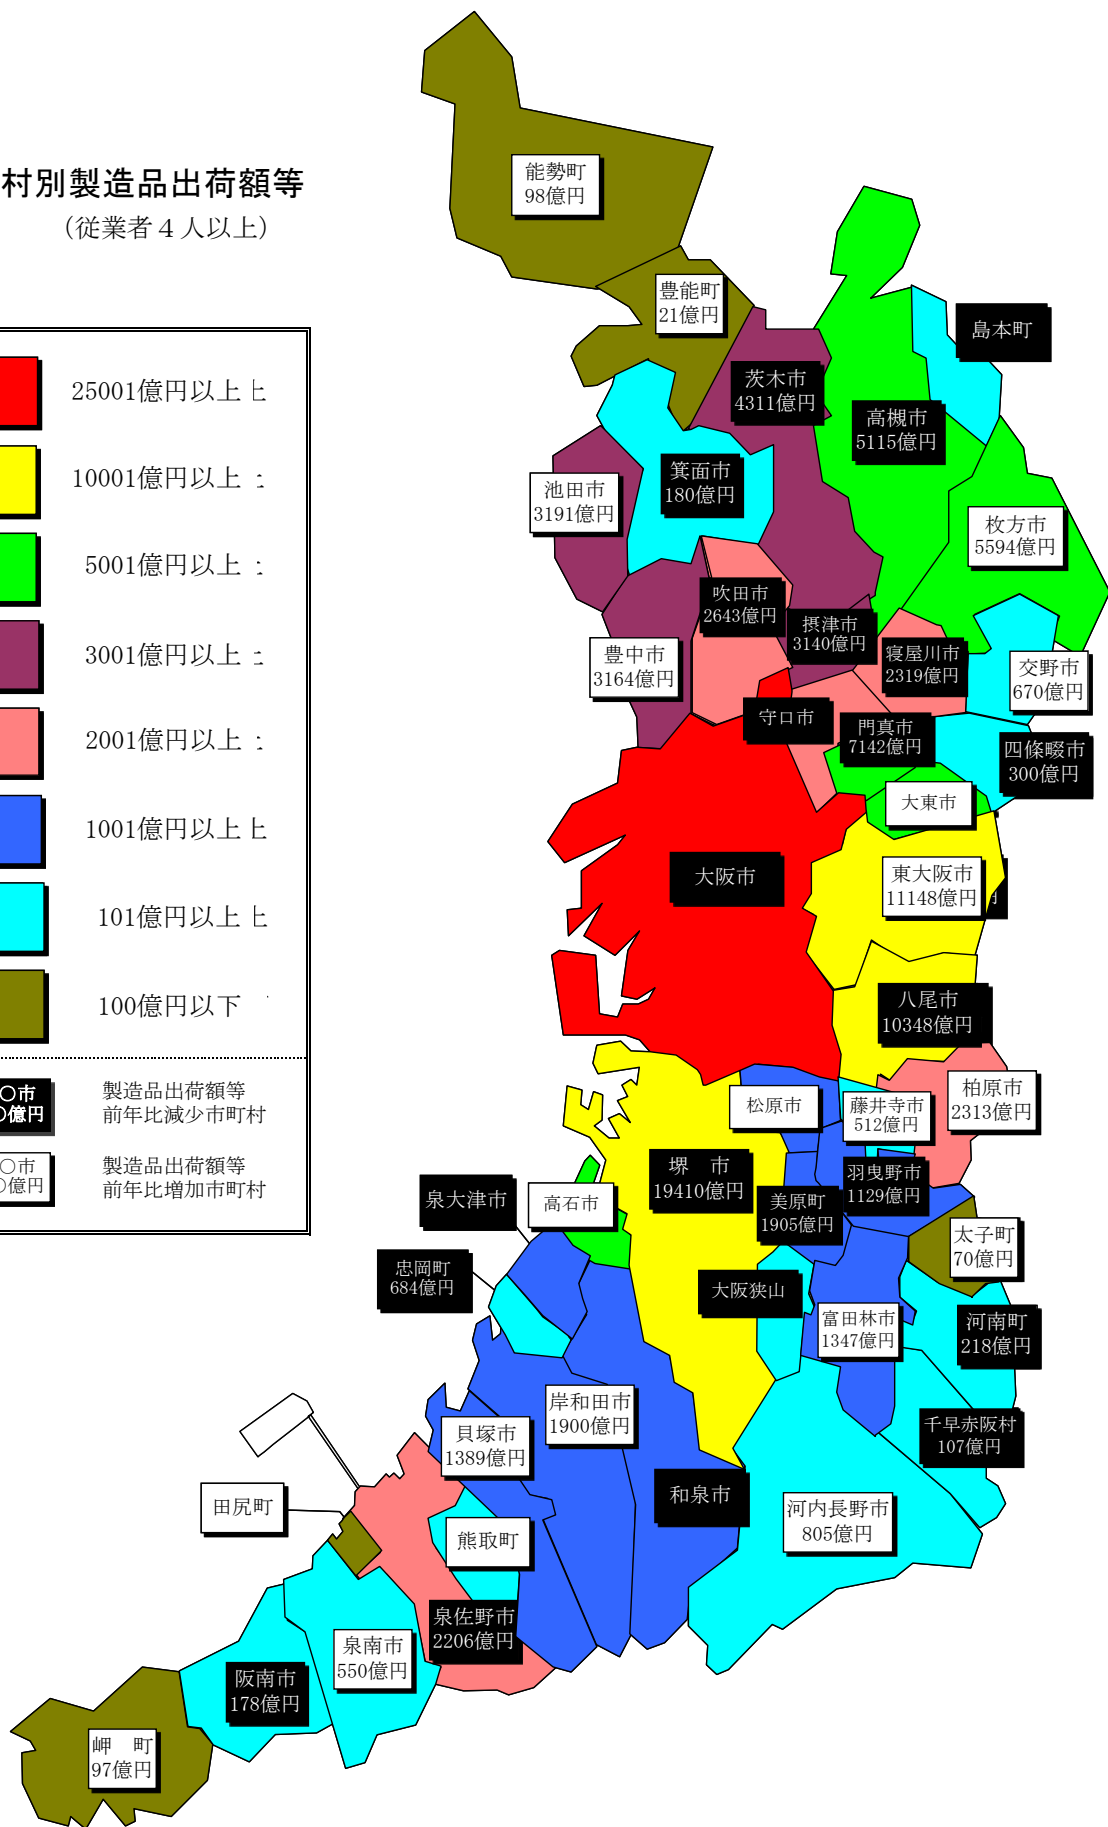 村別製造品出荷額等
（従業者４人以上）
25001億円以上
10001億円以上
5001億円以上
3001億円以上
2001億円以上
1001億円以上
101億円以上
100億円以下
○市
億円
製造品出荷額等
前年比減少市町村
○市
億円
製造品出荷額等
前年比増加市町村
能勢町
98億円
豊能町
21億円
島本町
茨木市
4311億円
高槻市
5115億円
箕面市
180億円
池田市
3191億円
枚方市
5594億円
吹田市
2643億円
摂津市
3140億円
豊中市
3164億円
寝屋川市
2319億円
交野市
670億円
守口市
門真市
7142億円
四條畷市
300億円
大東市
大阪市
東大阪市
11148億円
八尾市
10348億円
松原市
藤井寺市
512億円
柏原市
2313億円
堺　市
19410億円
羽曳野市
1129億円
美原町
1905億円
泉大津市
高石市
太子町
70億円
忠岡町
684億円
大阪狭山
富田林市
1347億円
河南町
218億円
岸和田市
1900億円
貝塚市
1389億円
千早赤阪村
107億円
和泉市
河内長野市
805億円
田尻町
熊取町
泉佐野市
2206億円
泉南市
550億円
阪南市
178億円
岬　町
97億円